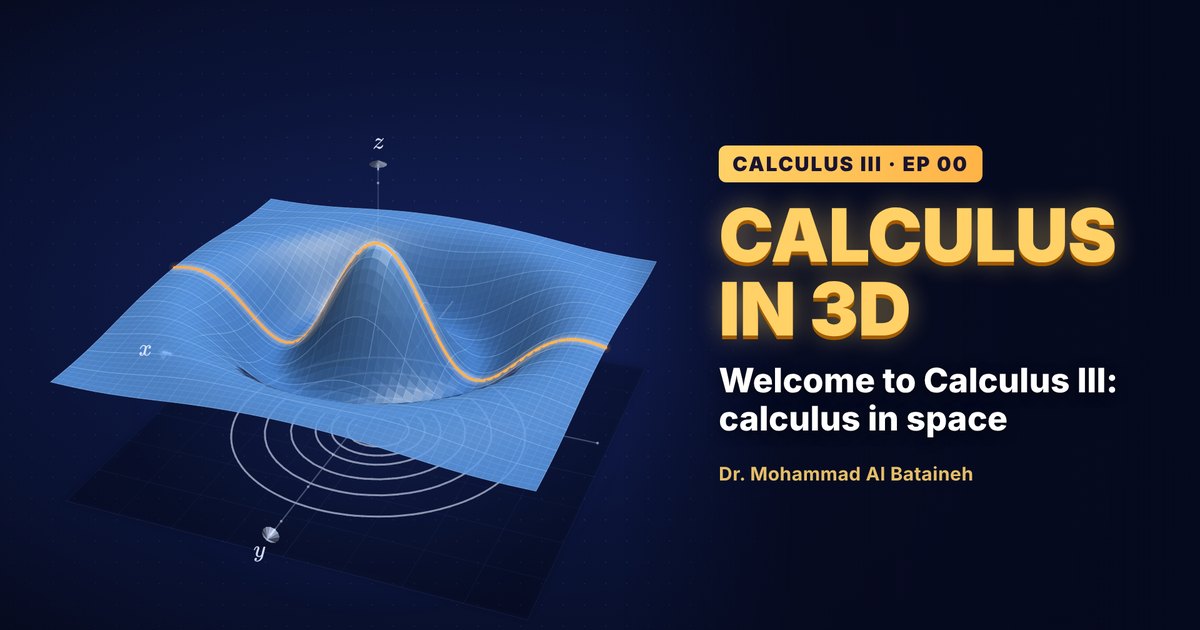 z
x
y
CALCULUS III · EP 00
CALCULUS
IN 3D
Welcome to Calculus III:
calculus in space
Dr. Mohammad Al Bataineh